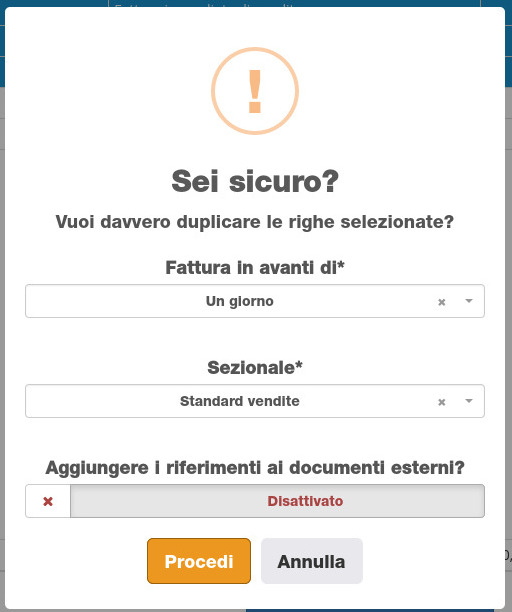 Sei sicuro?
Vuoi davvero duplicare le righe selezionate?
Fattura in avanti di*
Un giorno
Sezionale*
Standard vendite
Aggiungere i riferimenti ai documenti esterni?
Disattivato
Procedi Annulla